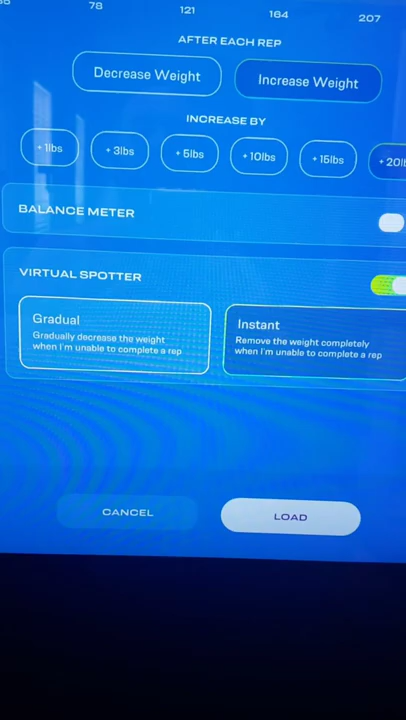 78 121 164 207
AFTER EACH REP
Decrease Weight Increase Weight
INCREASE BY
+ 1lbs + 3lbs + 5lbs + 10lbs + 15lbs + 20lb
BALANCE METER
VIRTUAL SPOTTER
Gradual
Gradually decrease the weight
when I'm unable to complete a rep
Instant
Remove the weight completely
when I'm unable to complete a rep
CANCEL LOAD